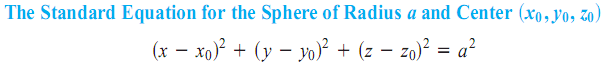 The Standard Equation for the Sphere of Radius a and Center (x₀, y₀, z₀)
(x − x₀)² + (y − y₀)² + (z − z₀)² = a²